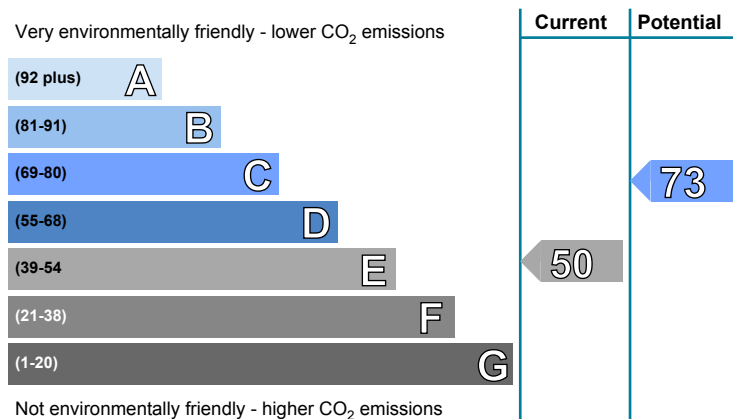 Very environmentally friendly - lower CO₂ emissions
Current
Potential
(92 plus) A
(81-91) B
(69-80) C
73
(55-68) D
(39-54 E
50
(21-38) F
(1-20) G
Not environmentally friendly - higher CO₂ emissions